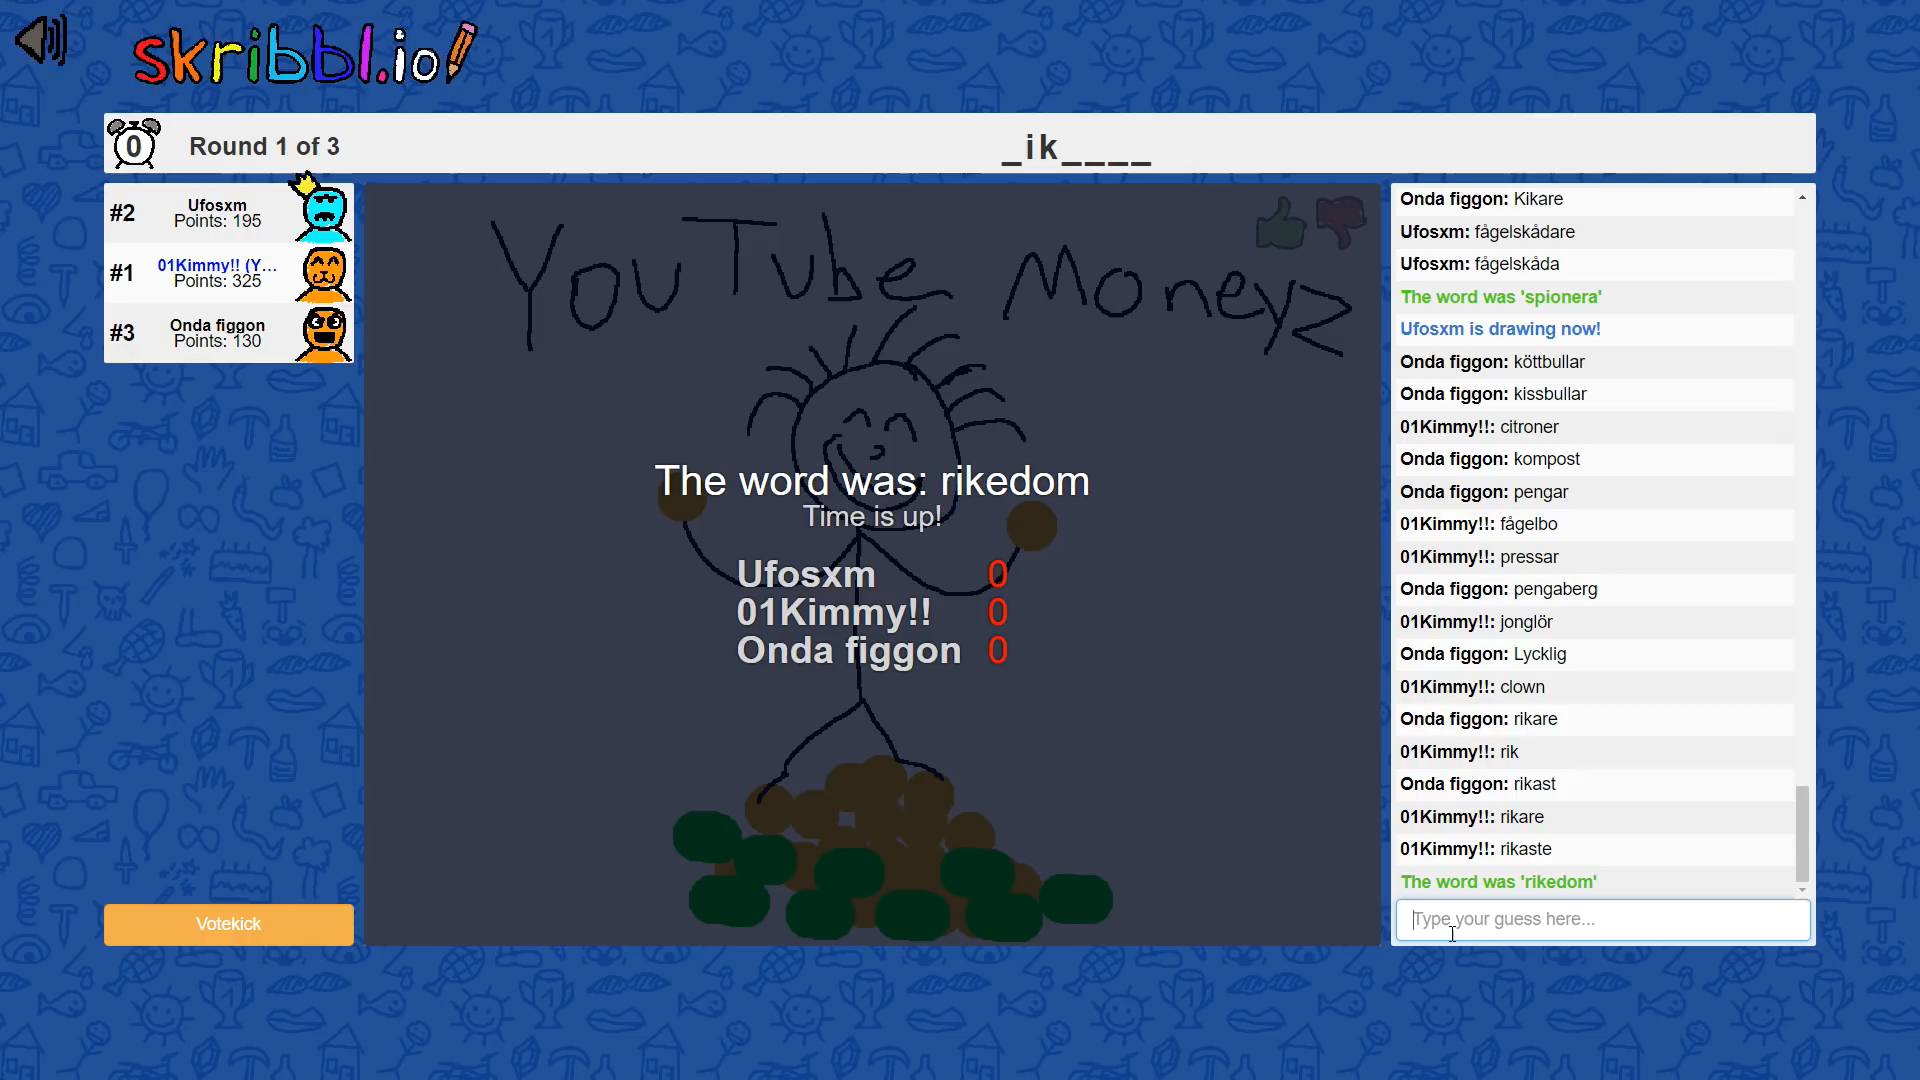 skribbl.io
0
Round 1 of 3
_ik____
#2
Ufosxm
Points: 195
#1
01Kimmy!! (Y...
Points: 325
#3
Onda figgon
Points: 130
Votekick
YouTube Moneyz
The word was: rikedom
Time is up!
Ufosxm 0
01Kimmy!! 0
Onda figgon 0
Onda figgon: Kikare
Ufosxm: fågelskådare
Ufosxm: fågelskåda
The word was 'spionera'
Ufosxm is drawing now!
Onda figgon: köttbullar
Onda figgon: kissbullar
01Kimmy!!: citroner
Onda figgon: kompost
Onda figgon: pengar
01Kimmy!!: fågelbo
01Kimmy!!: pressar
Onda figgon: pengaberg
01Kimmy!!: jonglör
Onda figgon: Lycklig
01Kimmy!!: clown
Onda figgon: rikare
01Kimmy!!: rik
Onda figgon: rikast
01Kimmy!!: rikare
01Kimmy!!: rikaste
The word was 'rikedom'
Type your guess here...